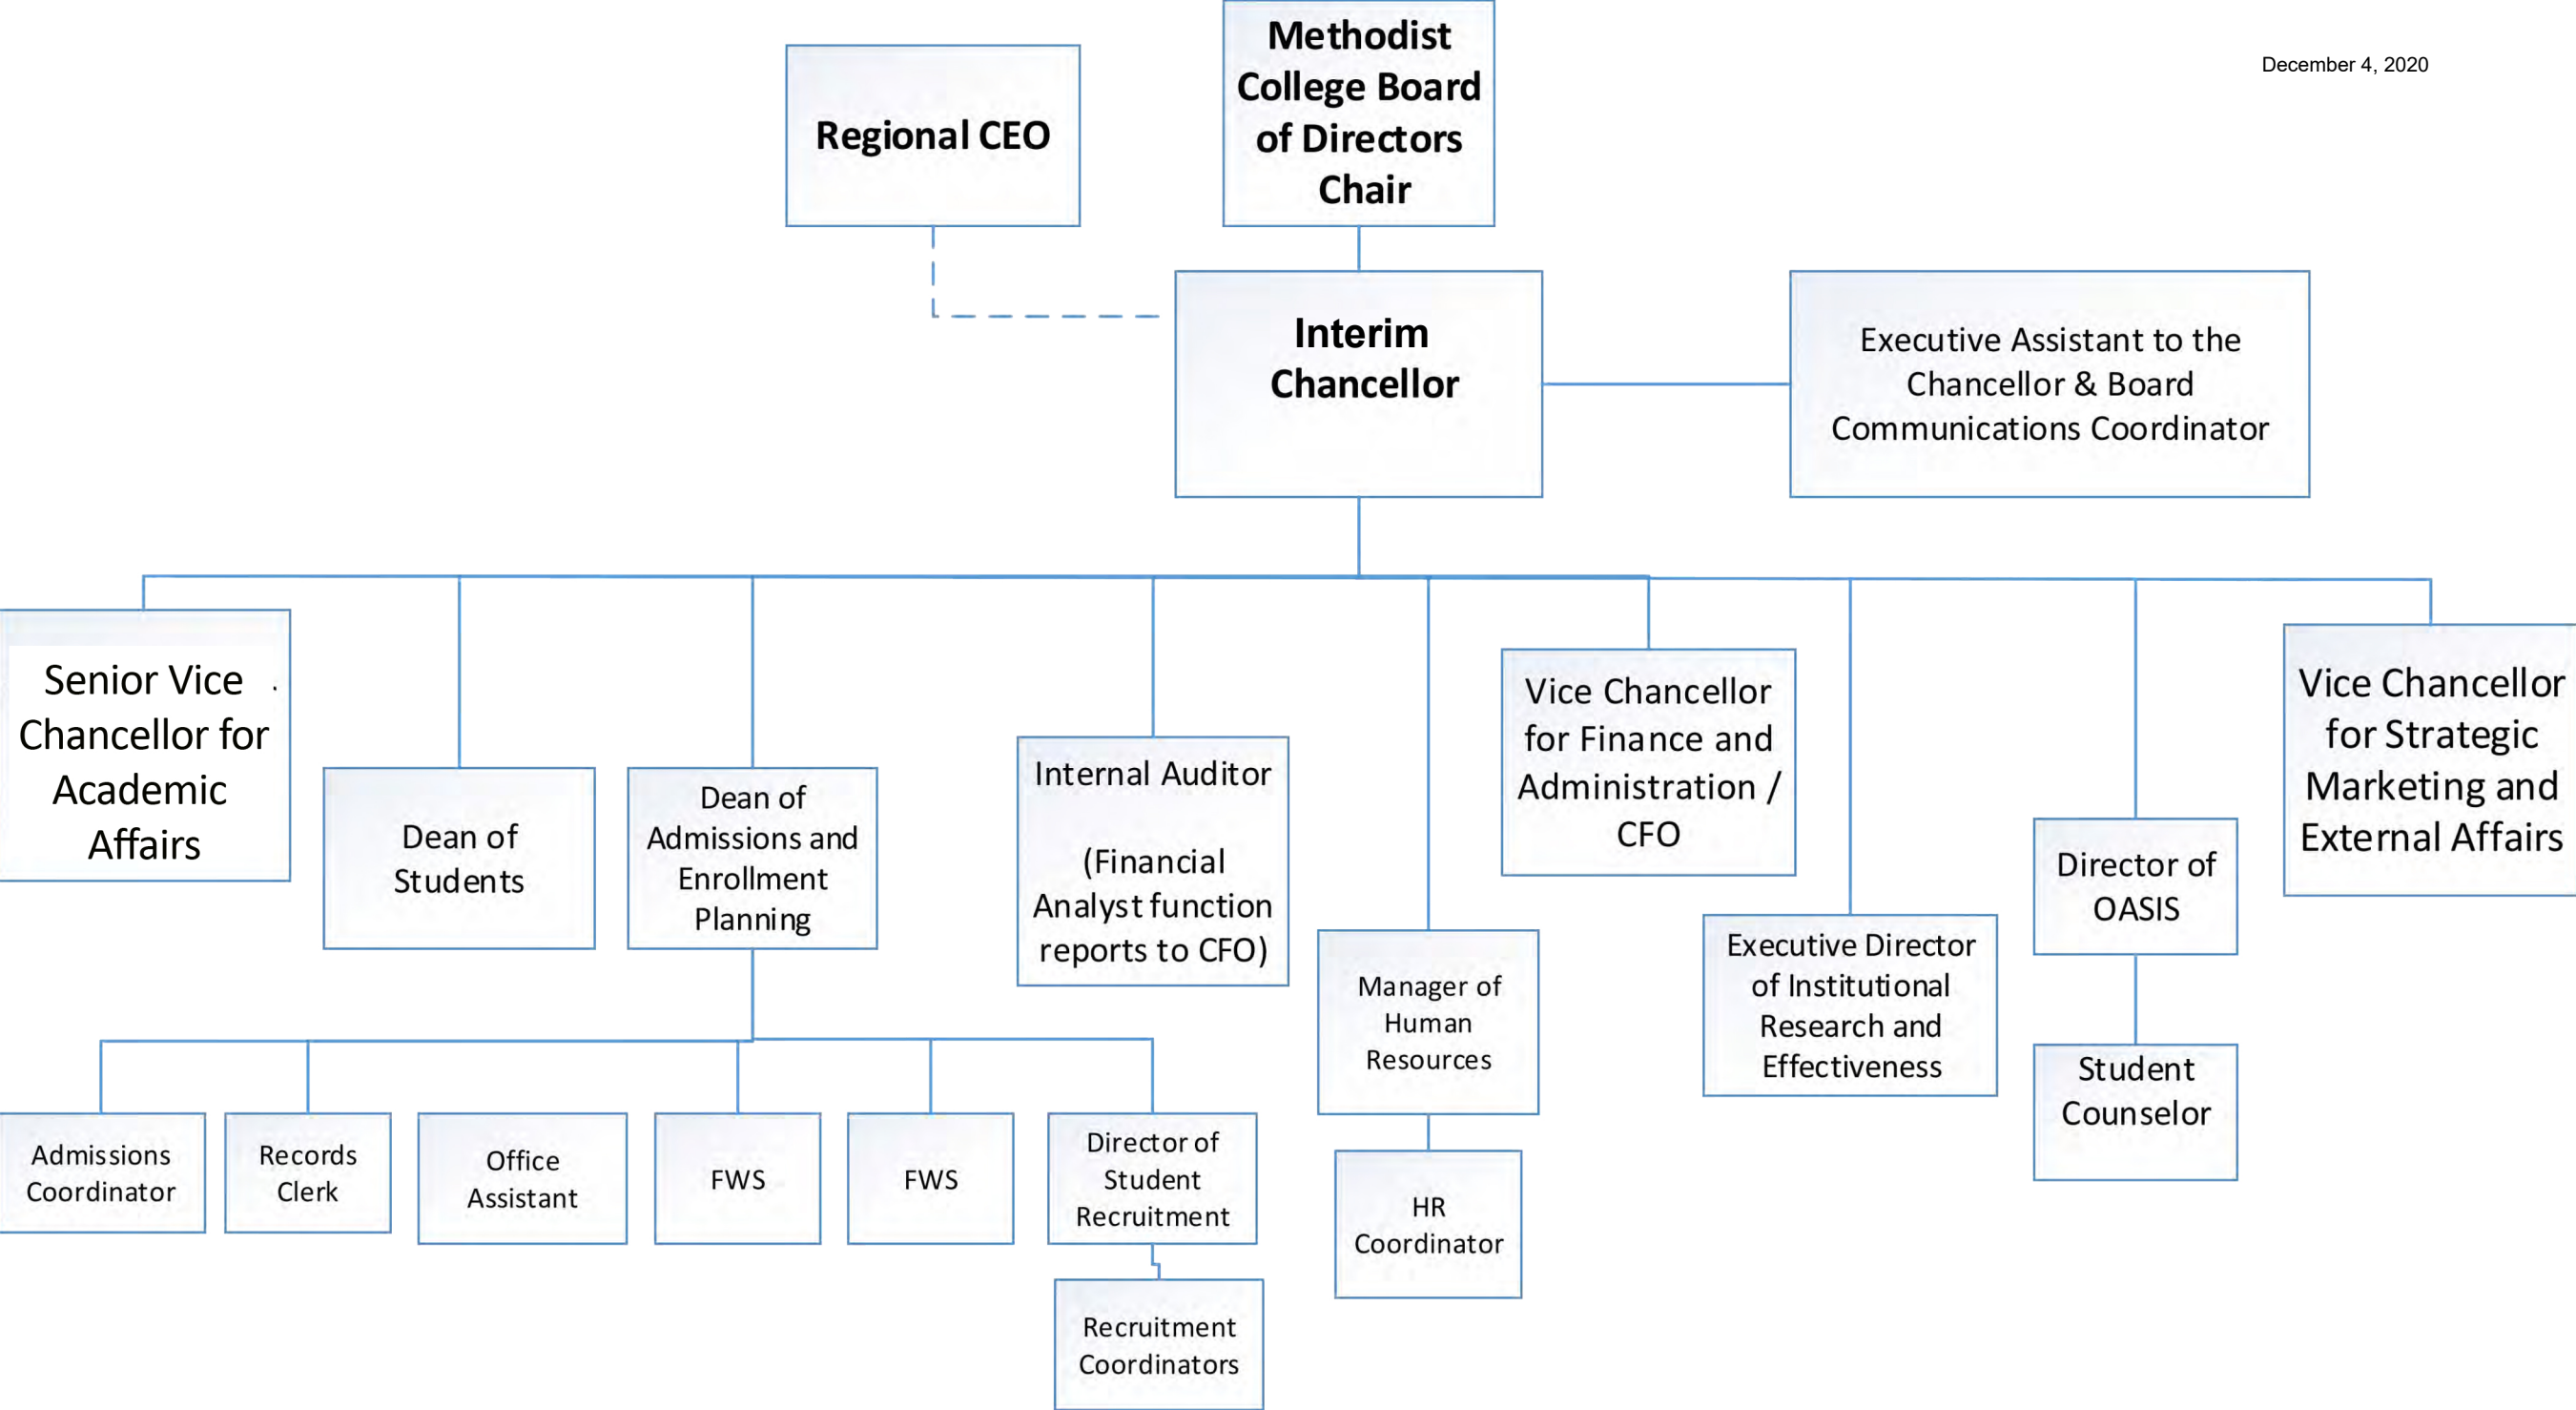 Methodist
College Board
of Directors
Chair
December 4, 2020
Regional CEO
Interim
Chancellor
Executive Assistant to the
Chancellor & Board
Communications Coordinator
Senior Vice
Chancellor for
Academic
Affairs
Dean of
Students
Dean of
Admissions and
Enrollment
Planning
Internal Auditor
(Financial
Analyst function
reports to CFO)
Manager of
Human
Resources
Vice Chancellor
for Finance and
Administration /
CFO
Executive Director
of Institutional
Research and
Effectiveness
Director of
OASIS
Vice Chancellor
for Strategic
Marketing and
External Affairs
Student
Counselor
Admissions
Coordinator
Records
Clerk
Office
Assistant
FWS
FWS
Director of
Student
Recruitment
HR
Coordinator
Recruitment
Coordinators